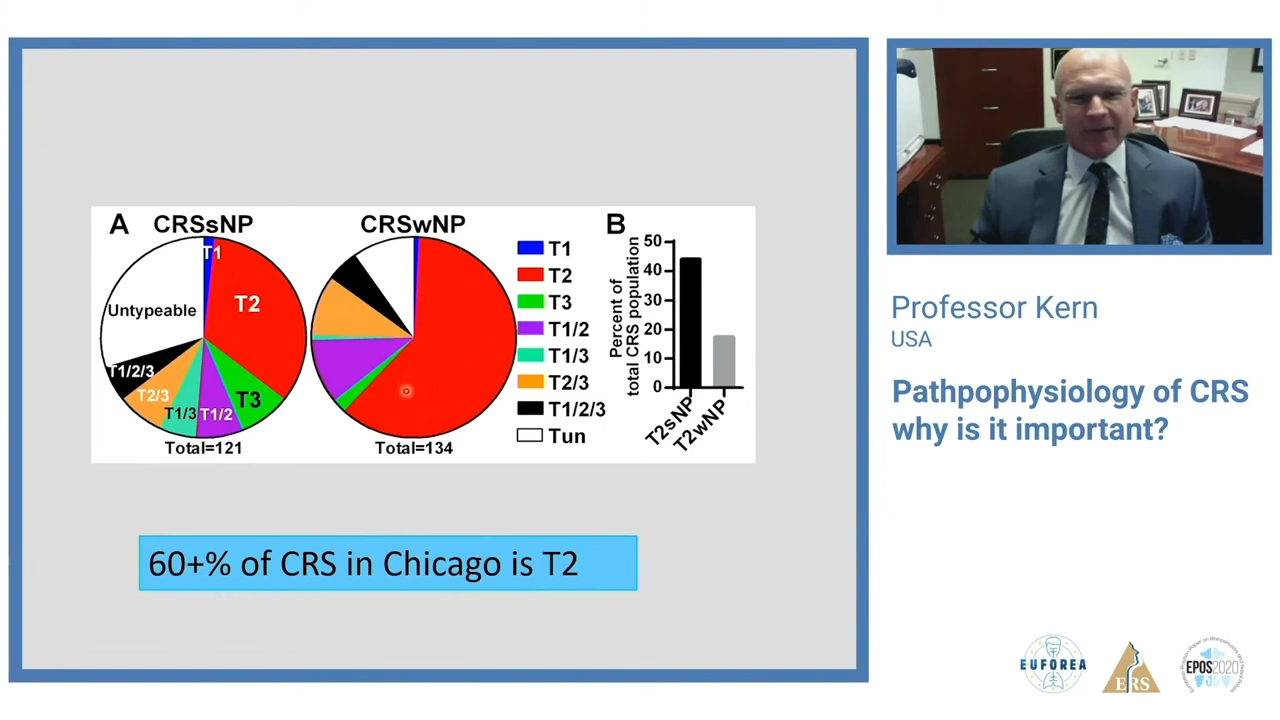 A
CRSsNP
T1
T2
Untypeable
T1/2/3
T2/3
T1/3
T1/2
T3
Total=121
CRSwNP
Total=134
T1
T2
T3
T1/2
T1/3
T2/3
T1/2/3
Tun
B
Percent of
total CRS population
50
40
30
20
10
0
T2sNP
T2wNP
60+% of CRS in Chicago is T2
Professor Kern
USA
Pathpophysiology of CRS
why is it important?
EUFOREA
ERS
EPOS2020